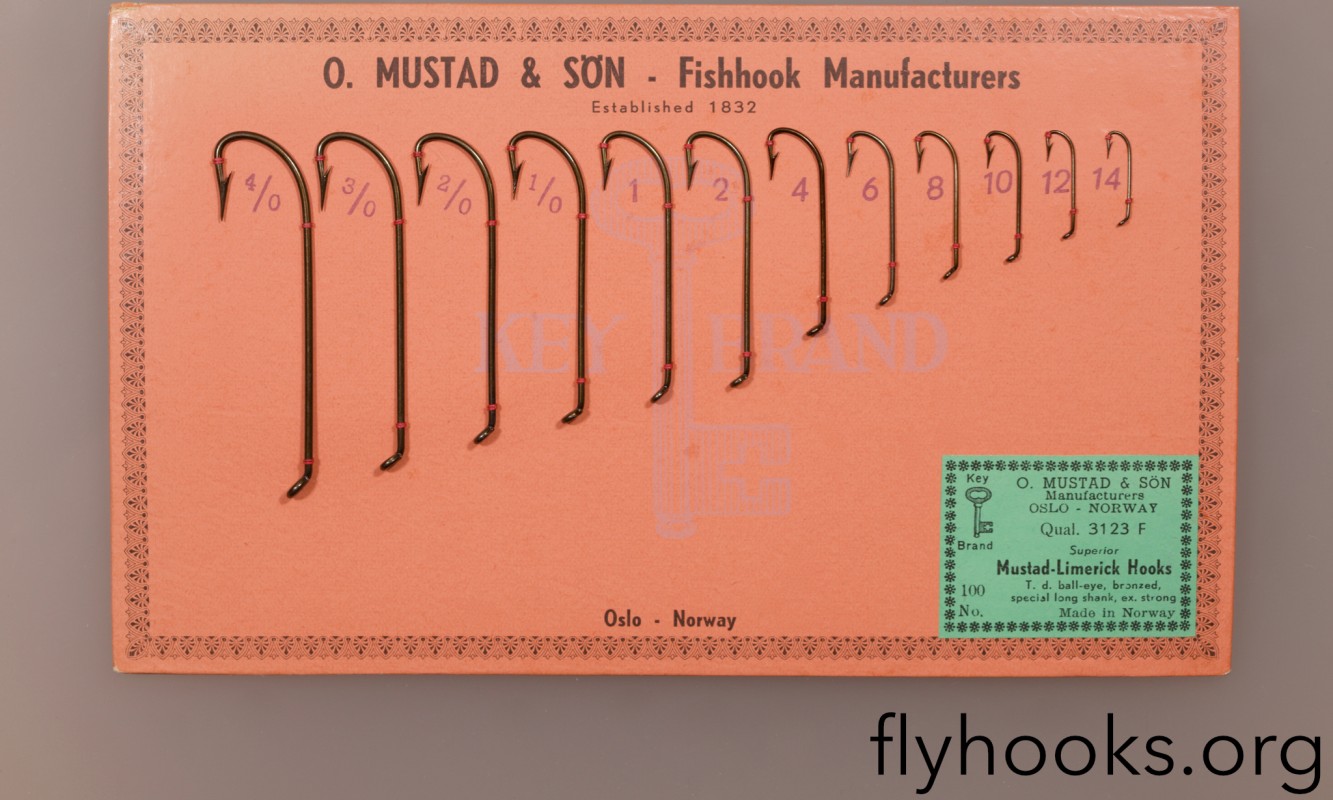 O. MUSTAD & SÖN - Fishhook Manufacturers
Established 1832
4/0 3/0 2/0 1/0 1 2 4 6 8 10 12 14
KEY BRAND
Key
Brand
100
No.
O. MUSTAD & SÖN
Manufacturers
OSLO - NORWAY
Qual. 3123 F
Superior
Mustad-Limerick Hooks
T. d. ball-eye, bronzed,
special long shank, ex. strong
Made in Norway
Oslo - Norway
flyhooks.org